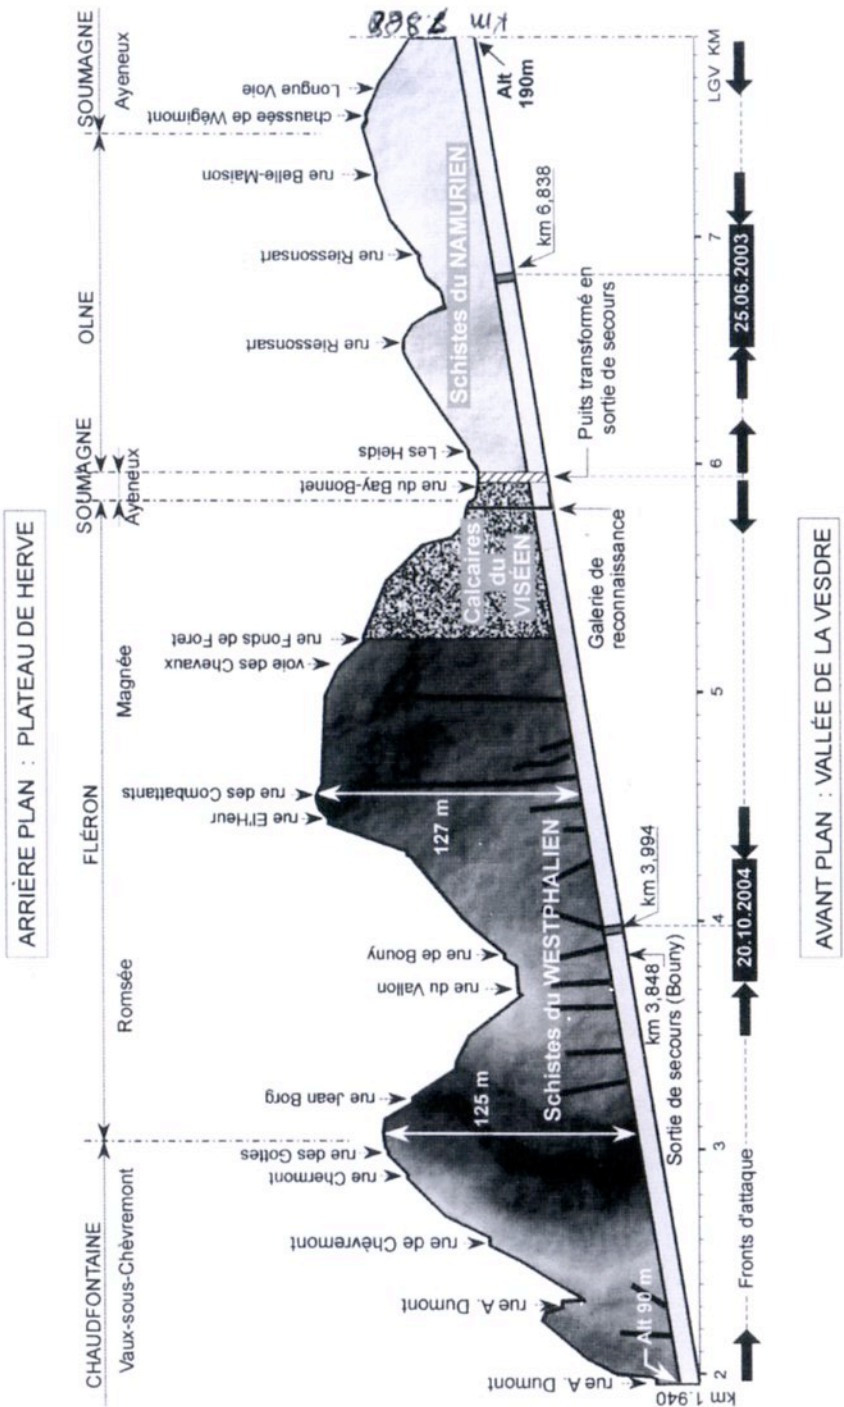 ARRIÈRE PLAN : PLATEAU DE HERVE
CHAUDFONTAINE
FLÉRON
SOUMAGNE
OLNE
SOUMAGNE
Vaux-sous-Chèvremont
Romsée
Magnée
Ayeneux
Ayeneux
rue A. Dumont
rue A. Dumont
rue de Chèvremont
rue Chermont
rue des Gottes
rue Jean Borg
rue du Vallon
rue de Bouny
rue El'Heur
rue des Combattants
voie des Chevaux
rue Fonds de Foret
rue du Bay-Bonnet
Les Heids
rue Riessonsart
rue Riessonsart
rue Belle-Maison
chaussée de Wégimont
Longue Voie
km 7.868
125 m
127 m
Schistes du WESTPHALIEN
Calcaires
du
VISÉEN
Schistes du NAMURIEN
Alt 90 m
Alt
190m
km 1.940
km 3,848
Sortie de secours (Bouny)
km 3,994
Galerie de
reconnaissance
Puits transformé en
sortie de secours
km 6,838
2
3
4
5
6
7
LGV KM
Fronts d'attaque
20.10.2004
25.06.2003
AVANT PLAN : VALLÉE DE LA VESDRE